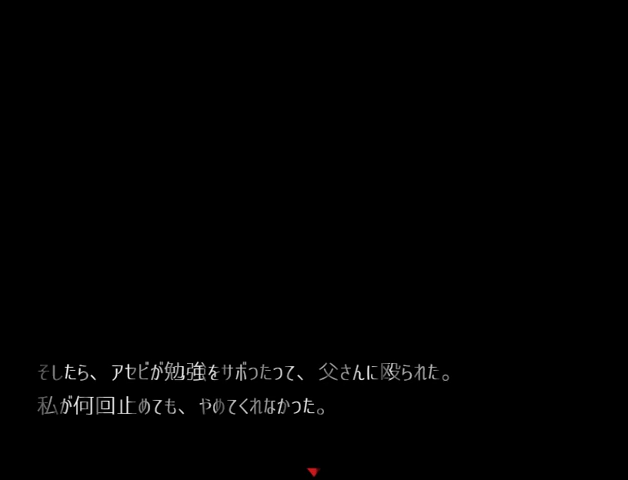 そしたら、アセビが勉強をサボったって、父さんに殴られた。
私が何回止めても、やめてくれなかった。